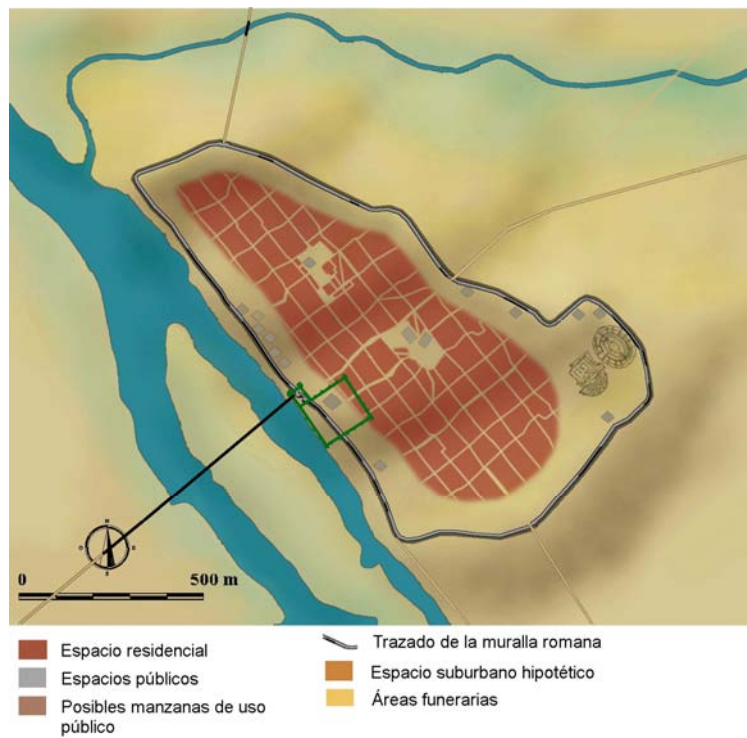 0
500 m
Espacio residencial
Espacios públicos
Posibles manzanas de uso
público
Trazado de la muralla romana
Espacio suburbano hipotético
Áreas funerarias